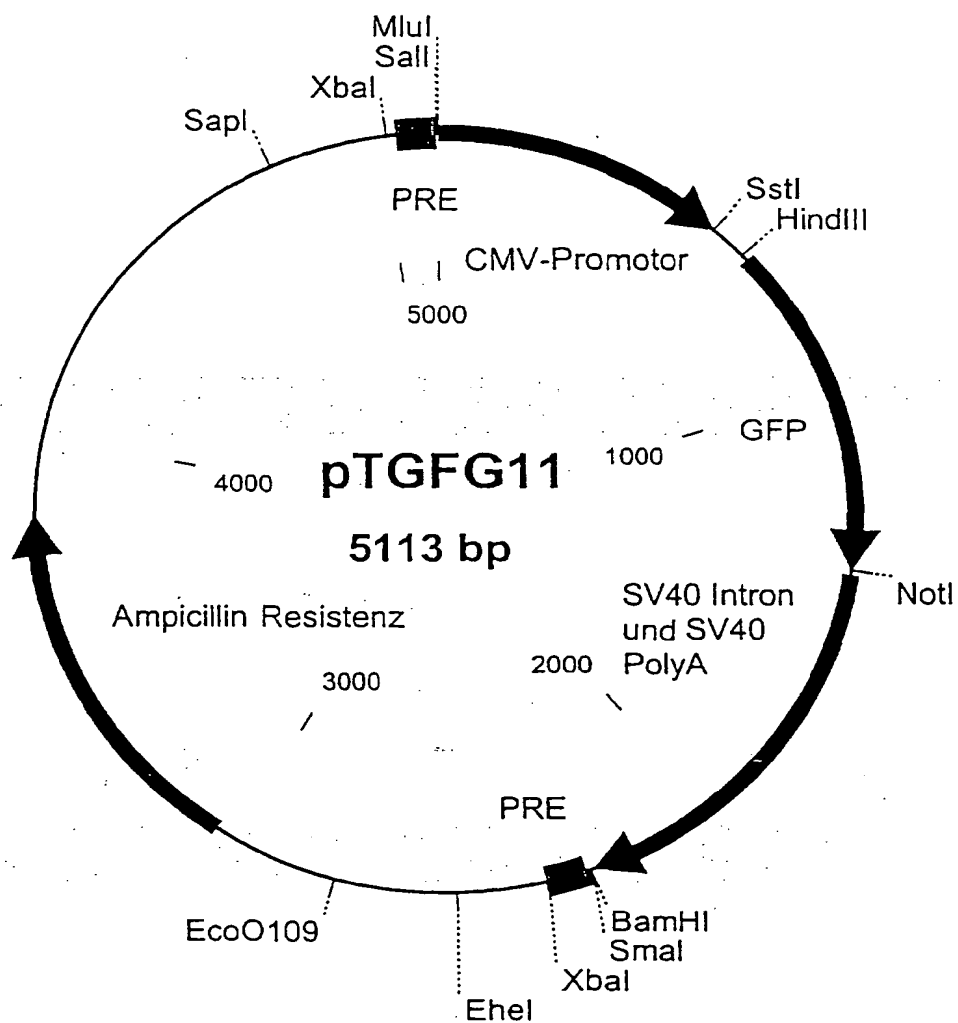 MluI
SalI
XbaI
SapI
PRE
SstI
HindIII
CMV-Promotor
5000
GFP
1000
4000
pTGFG11
5113 bp
NotI
SV40 Intron
und SV40
PolyA
Ampicillin Resistenz
2000
3000
PRE
BamHI
SmaI
XbaI
EcoO109
EheI